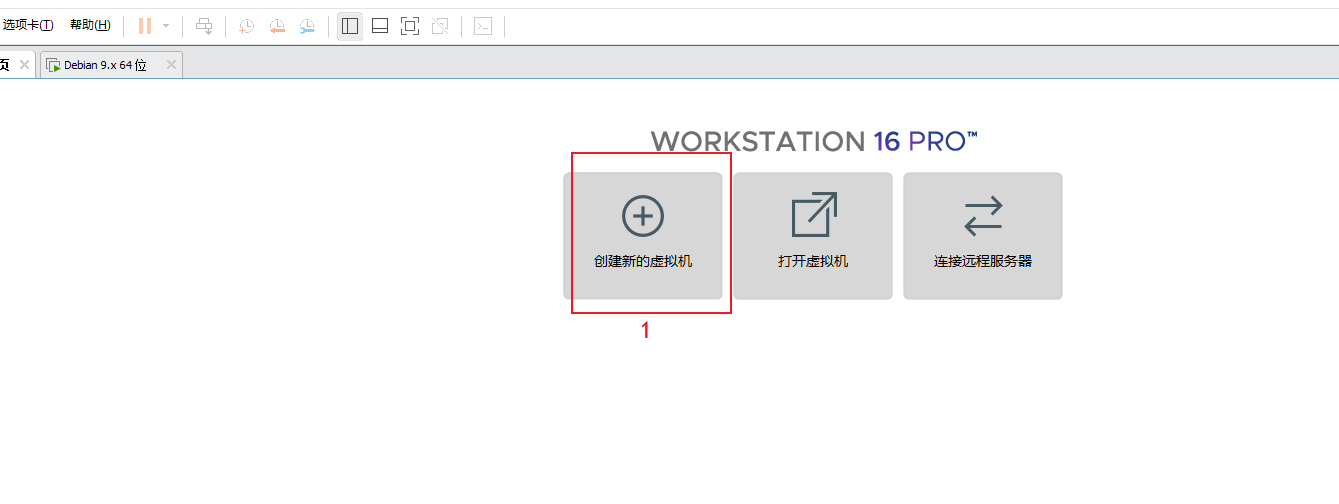 选项卡(T) 帮助(H)
页 Debian 9.x 64 位
WORKSTATION 16 PRO™
创建新的虚拟机 打开虚拟机 连接远程服务器
1